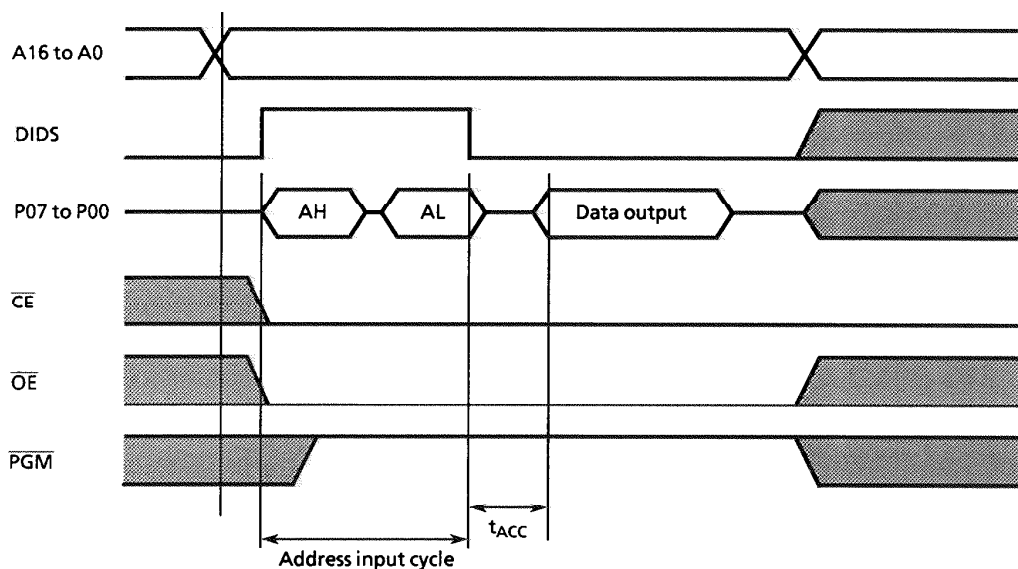 A16 to A0
DIDS
P07 to P00
AH
AL
Data output
CE
OE
PGM
tACC
Address input cycle